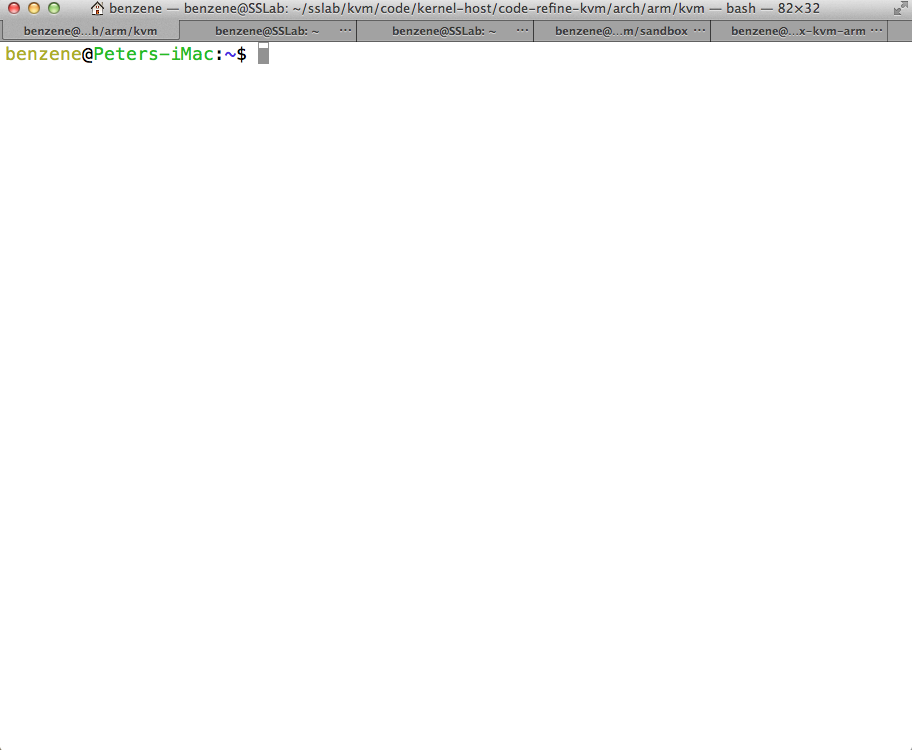 benzene — benzene@SSLab: ~/sslab/kvm/code/kernel-host/code-refine-kvm/arch/arm/kvm — bash — 82×32
benzene@...h/arm/kvm benzene@SSLab: ~ ... benzene@SSLab: ~ ... benzene@...m/sandbox ... benzene@...x-kvm-arm ...
benzene@Peters-iMac:~$